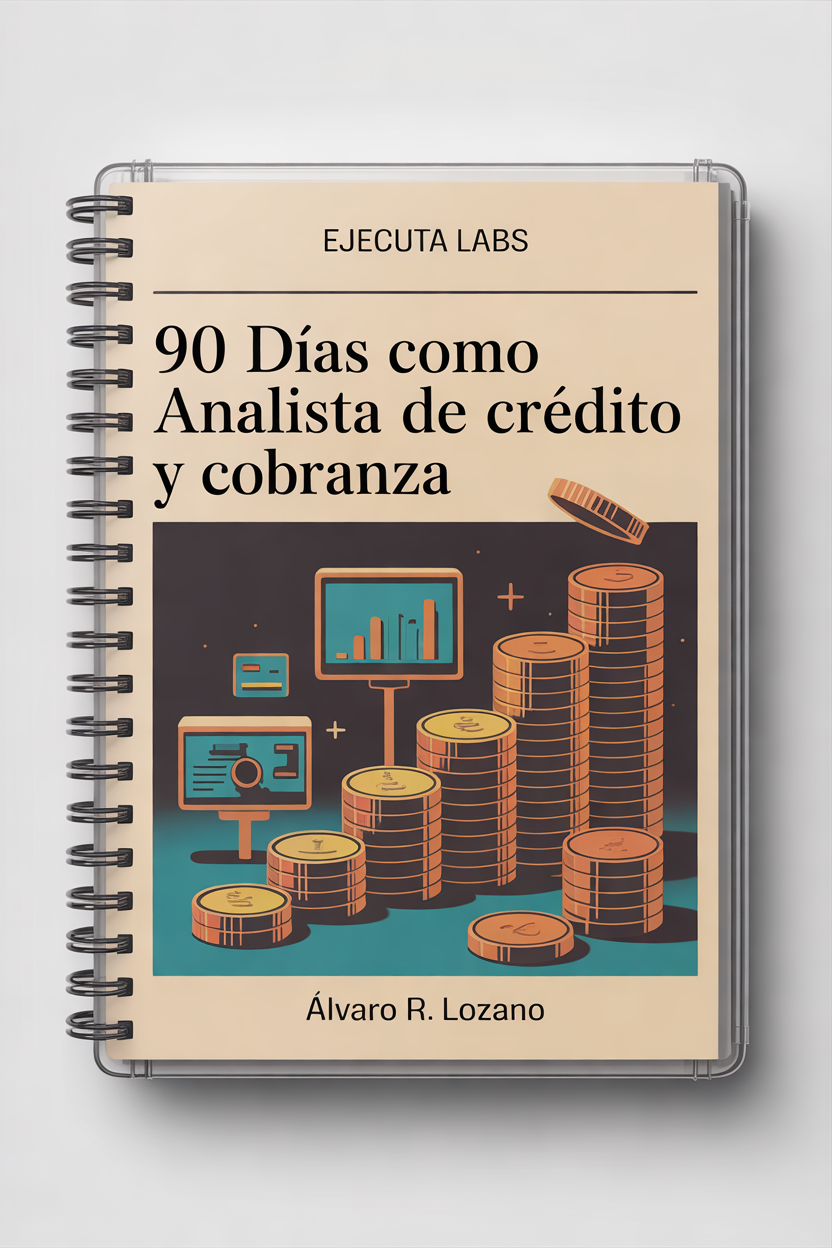 EJECUTA LABS
90 Días como
Analista de crédito
y cobranza
Álvaro R. Lozano